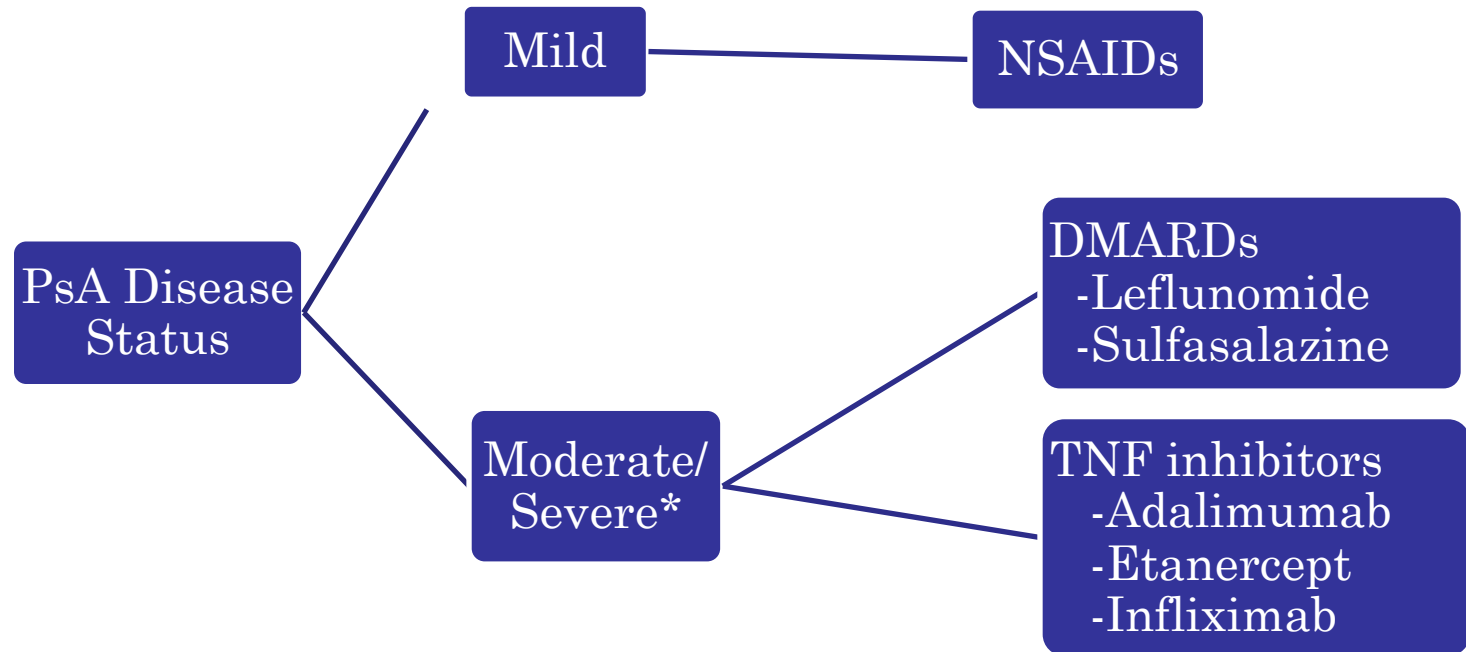 Mild
NSAIDs
PsA Disease
Status
Moderate/
Severe*
DMARDs
-Leflunomide
-Sulfasalazine
TNF inhibitors
-Adalimumab
-Etanercept
-Infliximab